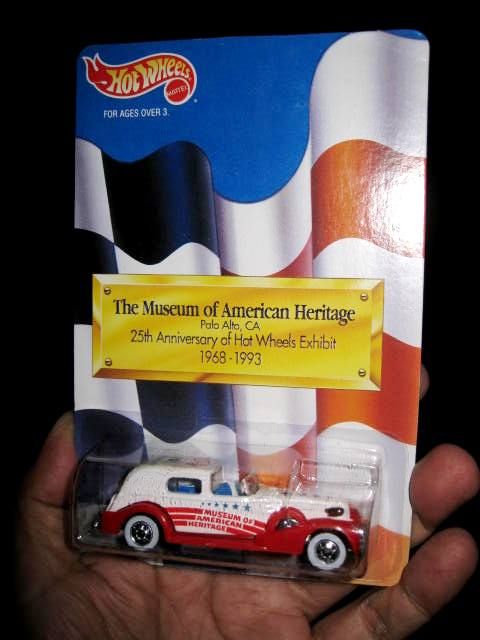 Hot Wheels
MATTEL
FOR AGES OVER 3.
The Museum of American Heritage
Palo Alto, CA
25th Anniversary of Hot Wheels Exhibit
1968-1993
MUSEUM OF
AMERICAN
HERITAGE